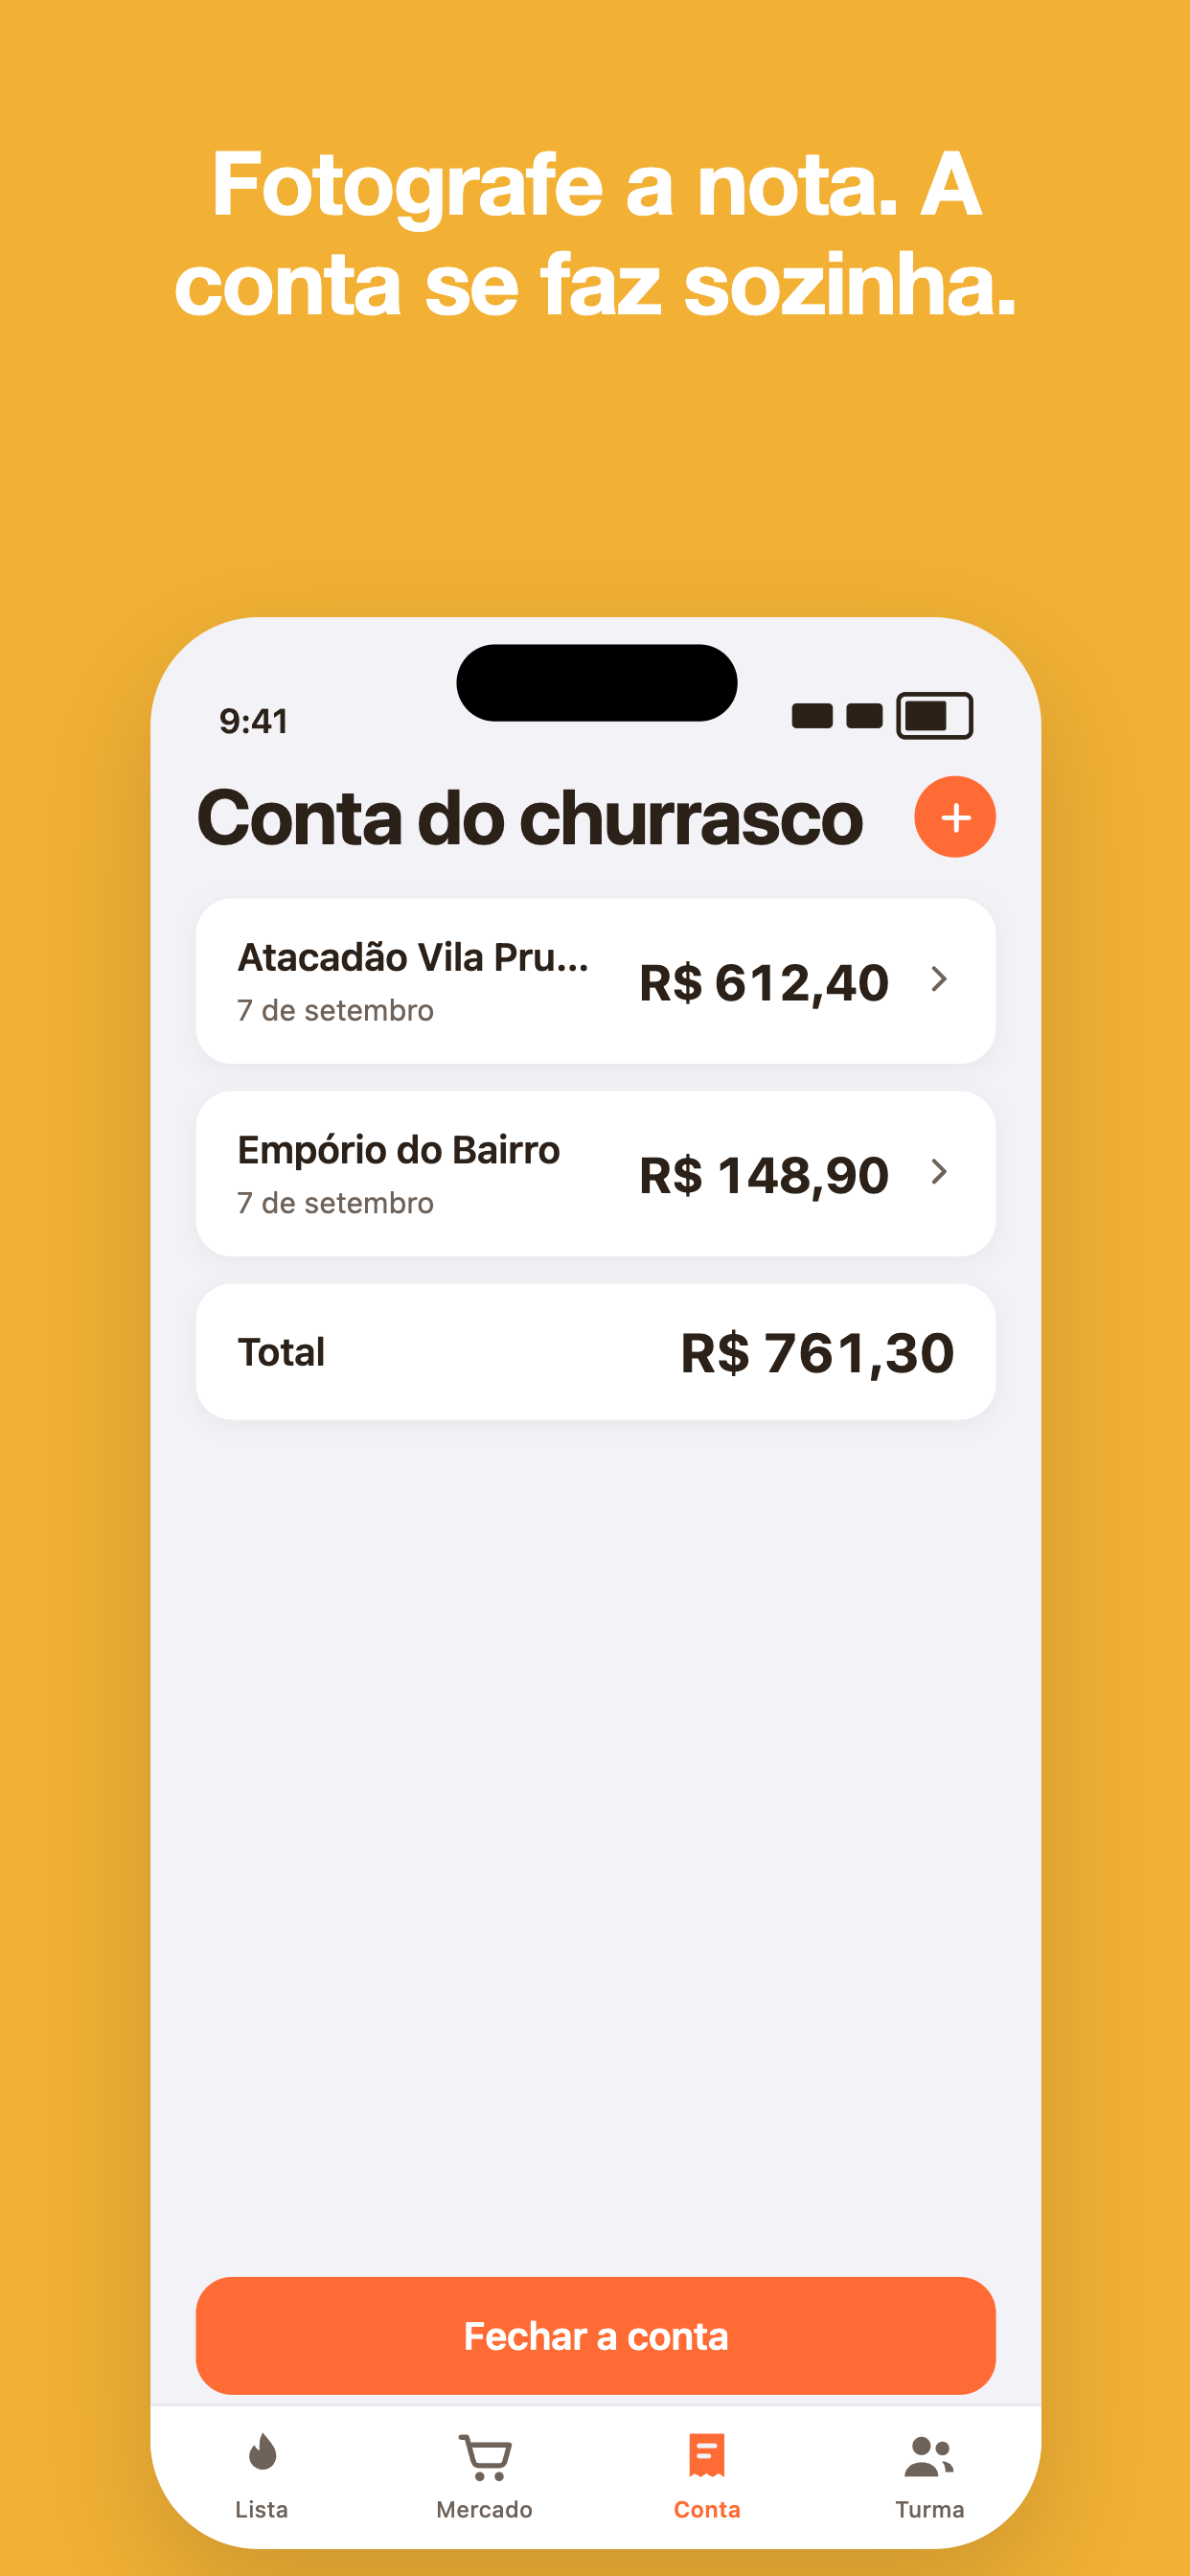 Fotografe a nota. A
conta se faz sozinha.
9:41
Conta do churrasco
Atacadão Vila Pru...
R$ 612,40
7 de setembro
Empório do Bairro
R$ 148,90
7 de setembro
Total
R$ 761,30
Fechar a conta
Lista
Mercado
Conta
Turma